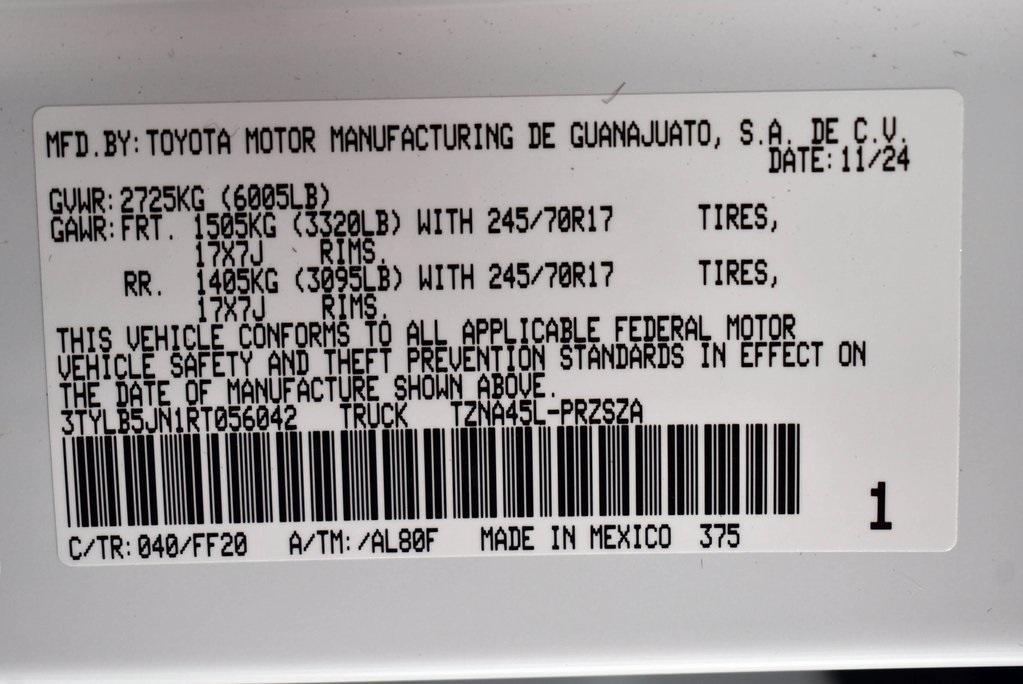 MFD.BY: TOYOTA MOTOR MANUFACTURING DE GUANAJUATO, S.A. DE C.V.
DATE: 11/24
GVWR: 2725KG (6005LB)
GAWR: FRT. 1505KG (3320LB) WITH 245/70R17 TIRES,
17X7J RIMS.
RR. 1405KG (3095LB) WITH 245/70R17 TIRES,
17X7J RIMS.
THIS VEHICLE CONFORMS TO ALL APPLICABLE FEDERAL MOTOR
VEHICLE SAFETY AND THEFT PREVENTION STANDARDS IN EFFECT ON
THE DATE OF MANUFACTURE SHOWN ABOVE.
3TYLB5JN1RT056042 TRUCK TZNA45L-PRZSZA
1
C/TR: 040/FF20 A/TM: /AL80F MADE IN MEXICO 375